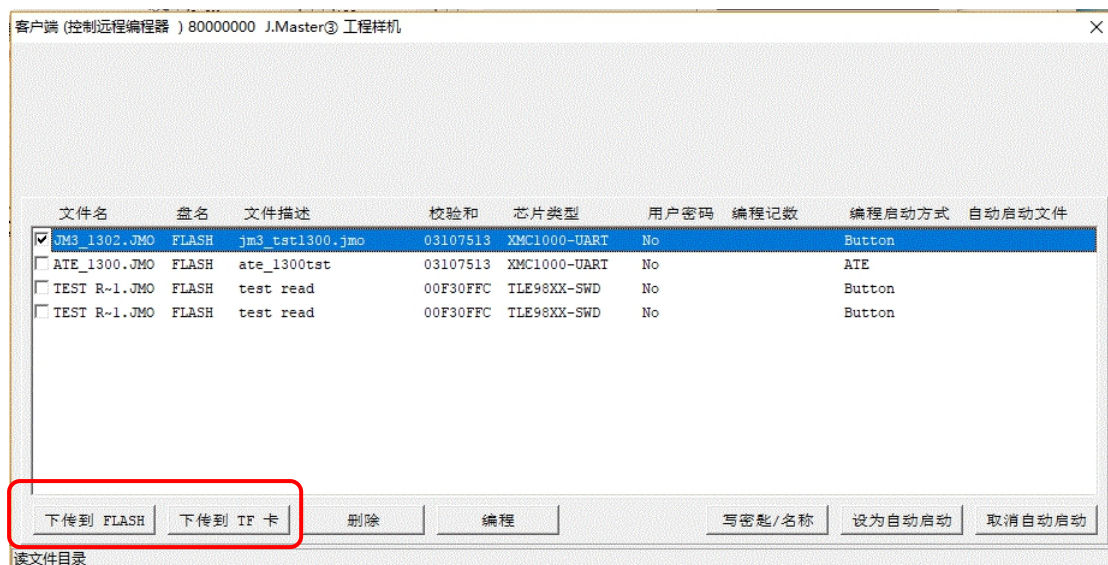 客户端 (控制远程编程器 ) 80000000 J.Master③ 工程样机
文件名 盘名 文件描述 校验和 芯片类型 用户密码 编程记数 编程启动方式 自动启动文件
JM3_1302.JMO FLASH jm3_tst1300.jmo 03107513 XMC1000-UART No Button
ATE_1300.JMO FLASH ate_1300tst 03107513 XMC1000-UART No ATE
TEST R~1.JMO FLASH test read 00F30FFC TLE98XX-SWD No Button
TEST R~1.JMO FLASH test read 00F30FFC TLE98XX-SWD No Button
下传到 FLASH 下传到 TF 卡 删除 编程 写密匙/名称 设为自动启动 取消自动启动
读文件目录